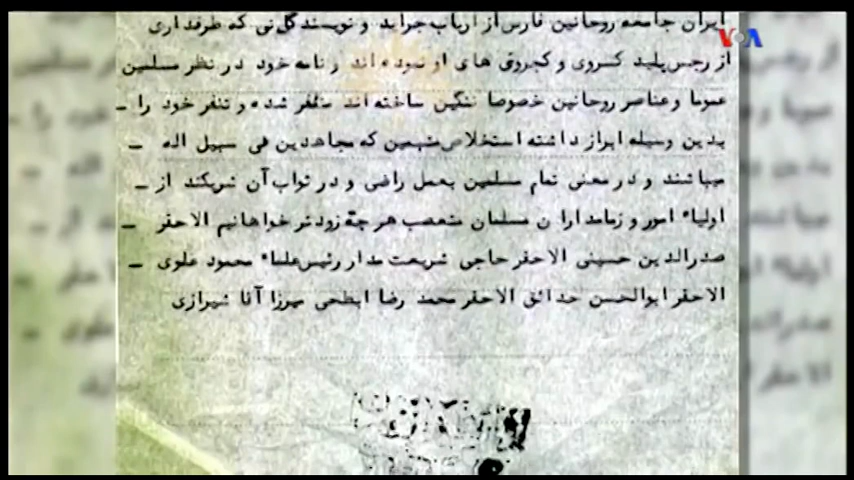 VOA
ایران جامعه روحانین فارس از ارباب جراید و نویسندگانی که طرفداری
از رجس پلید کسروی و کجروی های او نموده اند و نامه خود در نظر مسلمین
عموما و عناصر روحانین خصوصا ننگین ساخته اند متنفر شده و تنفر خود را –
بدین وسیله ابراز داشته استخلاص متهمین که مجاهدین فی سبیل اله –
میباشند و در معنی تمام مسلمین بعمل راضی و در ثواب آن شریکند از –
اولیاء امور و زمامداران مسلمان متعصب هر چه زودتر خواهانیم الاحقر –
صدرالدین حسینی الاحقر حاجی شریعت مدار رئیس علماء محمود علوی –
الاحقر ابوالحسن حدائق الاحقر محمد رضا ابطحی میرزا آقا شیرازی